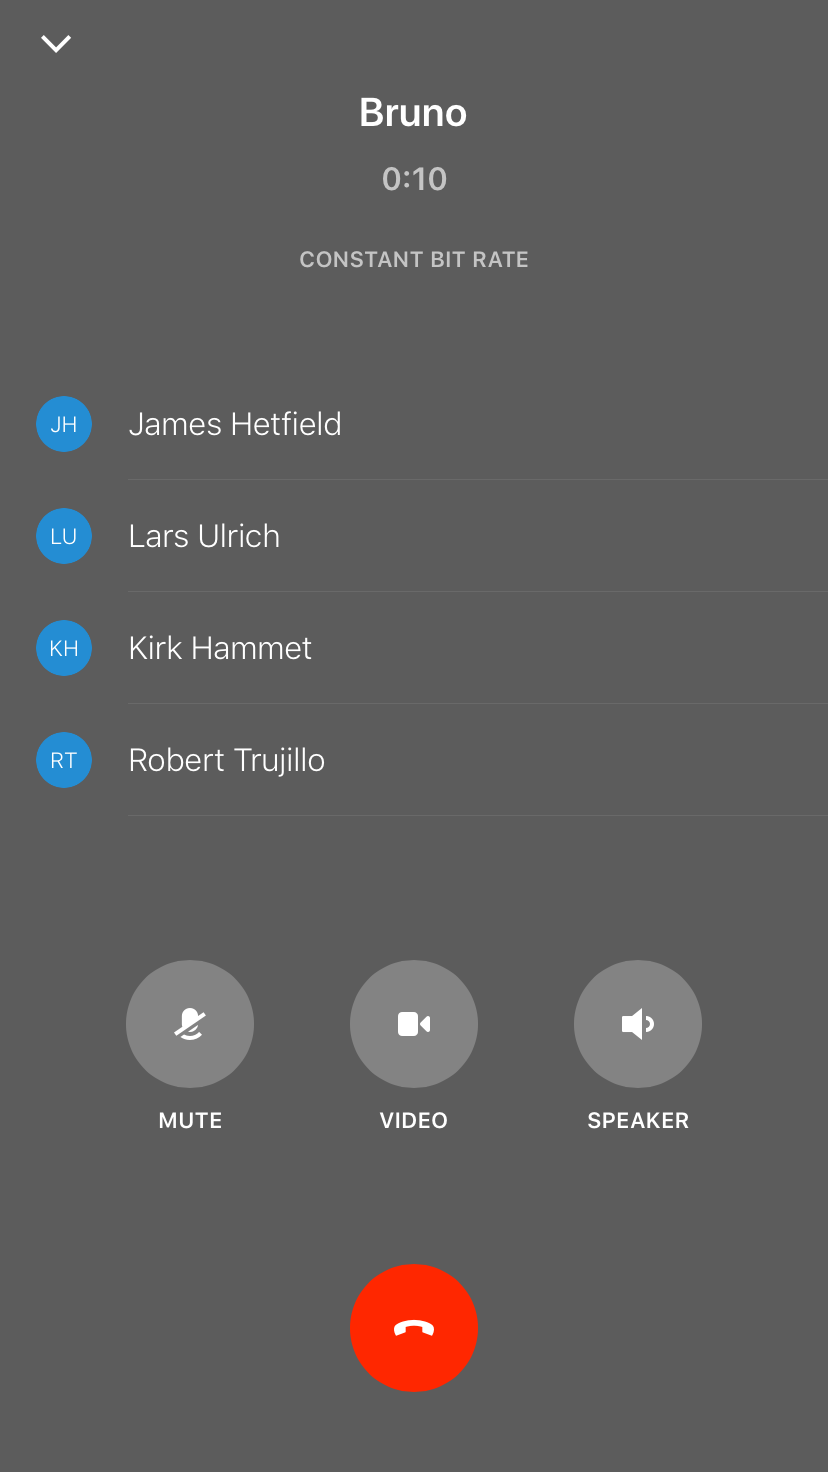 Bruno
0:10
CONSTANT BIT RATE
JH James Hetfield
LU Lars Ulrich
KH Kirk Hammet
RT Robert Trujillo
MUTE VIDEO SPEAKER